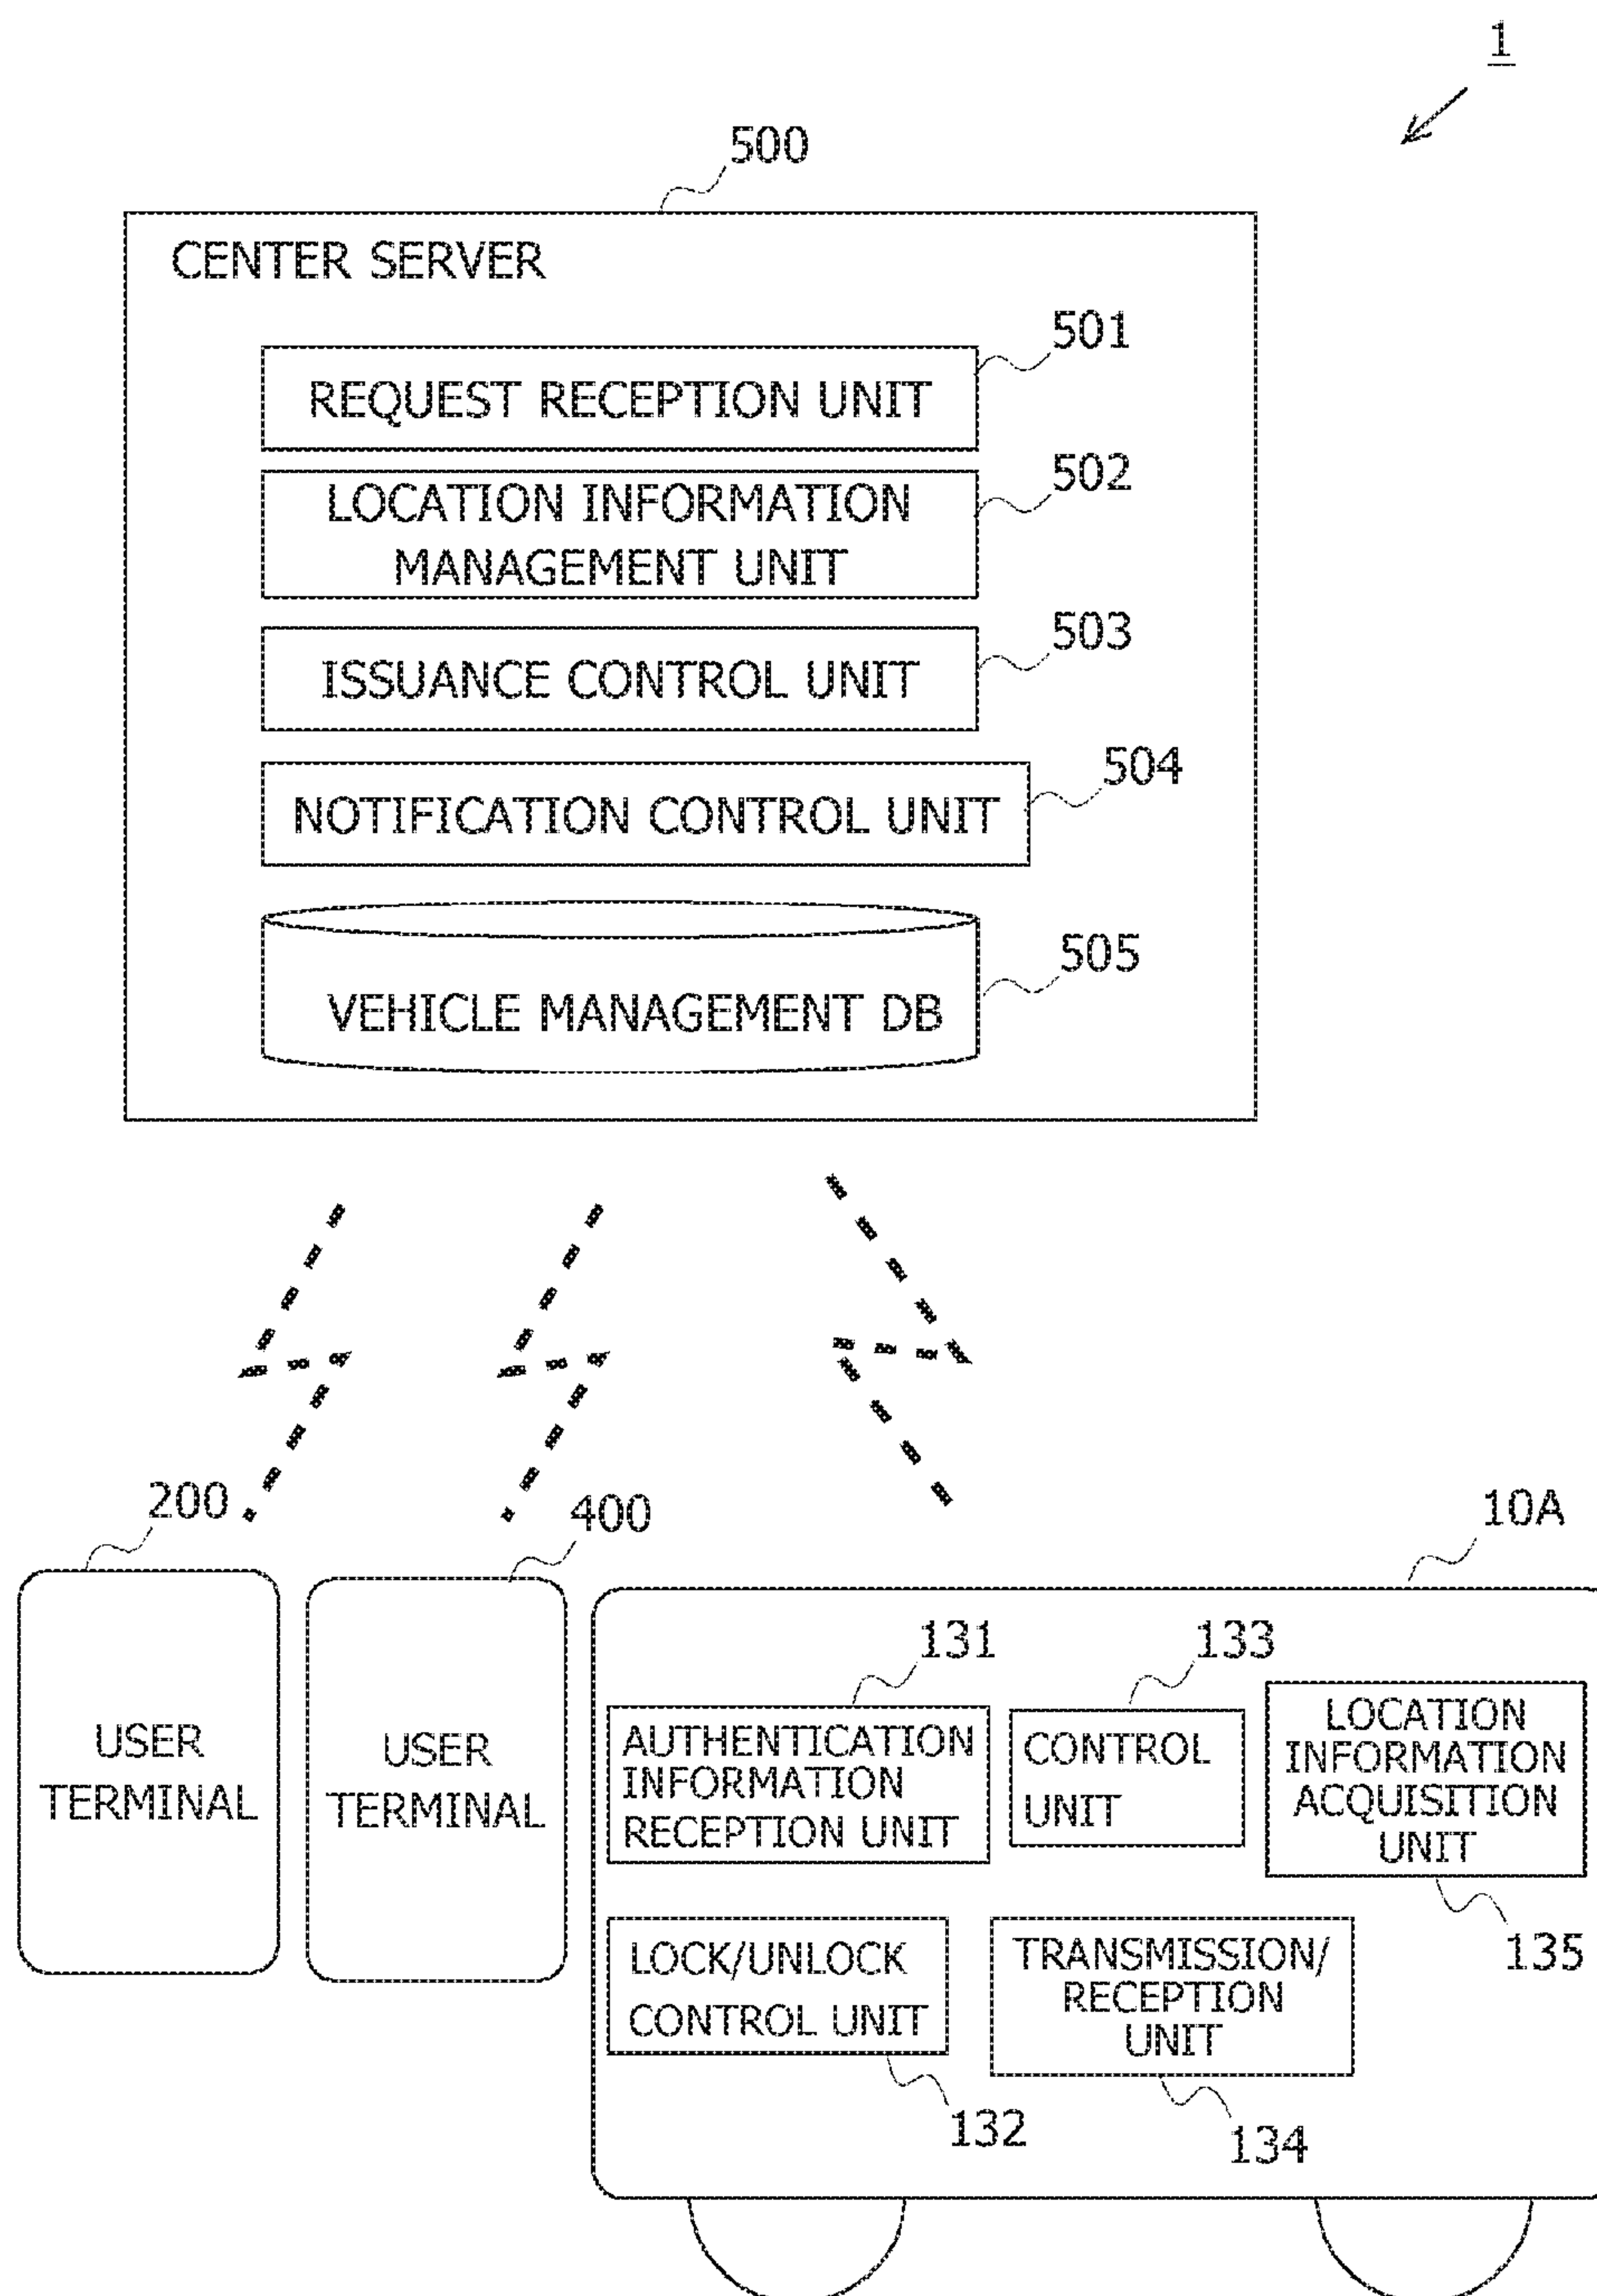 1
500
CENTER SERVER
501
REQUEST RECEPTION UNIT
502
LOCATION INFORMATION
MANAGEMENT UNIT
503
ISSUANCE CONTROL UNIT
504
NOTIFICATION CONTROL UNIT
505
VEHICLE MANAGEMENT DB
200
USER
TERMINAL
400
USER
TERMINAL
10A
131
AUTHENTICATION
INFORMATION
RECEPTION UNIT
133
CONTROL
UNIT
LOCATION
INFORMATION
ACQUISITION
UNIT
135
LOCK/UNLOCK
CONTROL UNIT
132
TRANSMISSION/
RECEPTION
UNIT
134